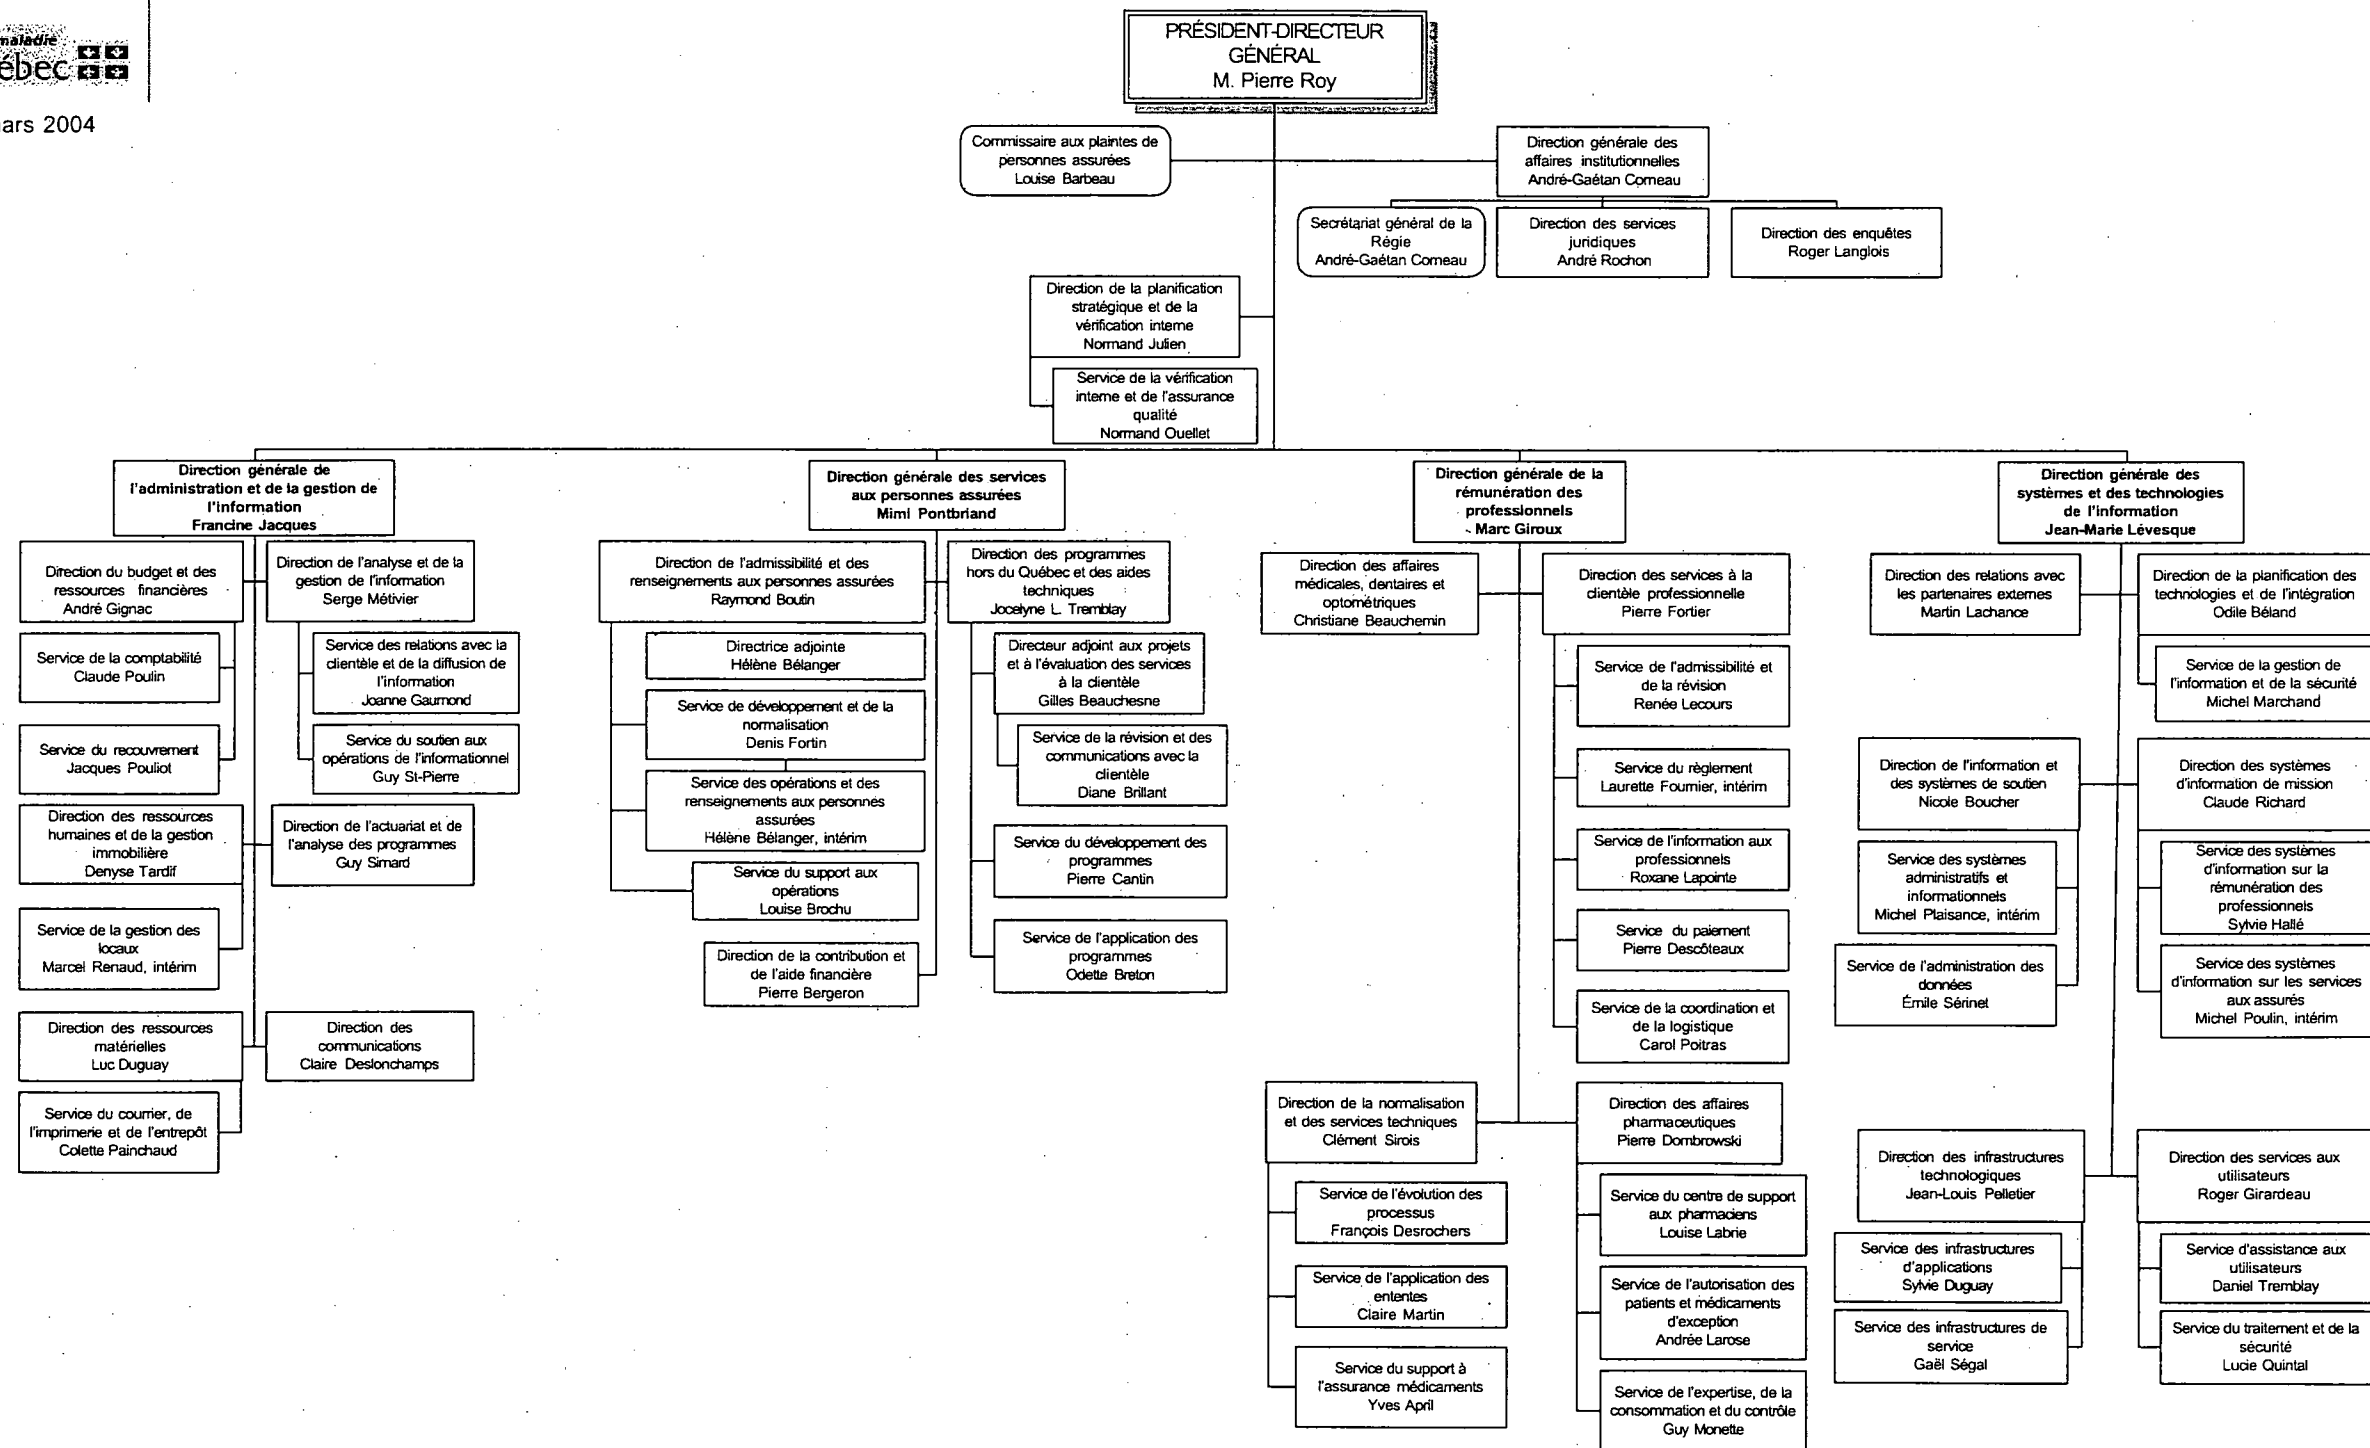 maladie
ébec
ars 2004
PRÉSIDENT-DIRECTEUR
GÉNÉRAL
M. Pierre Roy
Commissaire aux plaintes de
personnes assurées
Louise Barbeau
Direction générale des
affaires institutionnelles
André-Gaétan Corneau
Secrétariat général de la
Régie
André-Gaétan Corneau
Direction des services
juridiques
André Rochon
Direction des enquêtes
Roger Langlois
Direction de la planification
stratégique et de la
vérification interne
Normand Julien
Service de la vérification
interne et de l'assurance
qualité
Normand Ouellet
Direction générale de
l'administration et de la gestion de
l'information
Francine Jacques
Direction du budget et des
ressources financières
André Gignac
Direction de l'analyse et de la
gestion de l'information
Serge Métivier
Service de la comptabilité
Claude Poulin
Service des relations avec la
clientèle et de la diffusion de
l'information
Joanne Gaumond
Service du recouvrement
Jacques Pouliot
Service du soutien aux
opérations de l'informationnel
Guy St-Pierre
Direction des ressources
humaines et de la gestion
immobilière
Denyse Tardif
Direction de l'actuariat et de
l'analyse des programmes
Guy Simard
Service de la gestion des
locaux
Marcel Renaud, intérim
Direction des ressources
matérielles
Luc Duguay
Direction des
communications
Claire Deslonchamps
Service du courrier, de
l'imprimerie et de l'entrepôt
Colette Painchaud
Direction générale des services
aux personnes assurées
Mimi Pontbriand
Direction de l'admissibilité et des
renseignements aux personnes assurées
Raymond Boutin
Direction des programmes
hors du Québec et des aides
techniques
Jocelyne L. Tremblay
Directrice adjointe
Hélène Bélanger
Service de développement et de la
normalisation
Denis Fortin
Service des opérations et des
renseignements aux personnes
assurées
Hélène Bélanger, intérim
Service du support aux
opérations
Louise Brochu
Direction de la contribution et
de l'aide financière
Pierre Bergeron
Directeur adjoint aux projets
et à l'évaluation des services
à la clientèle
Gilles Beauchesne
Service de la révision et des
communications avec la
clientèle
Diane Brillant
Service du développement des
programmes
Pierre Cantin
Service de l'application des
programmes
Odette Breton
Direction générale de la
rémunération des
professionnels
Marc Giroux
Direction des affaires
médicales, dentaires et
optométriques
Christiane Beauchemin
Direction des services à la
clientèle professionnelle
Pierre Fortier
Service de l'admissibilité et
de la révision
Renée Lecours
Service du règlement
Laurette Fournier, intérim
Service de l'information aux
professionnels
Roxane Lapointe
Service du paiement
Pierre Descôteaux
Service de la coordination et
de la logistique
Carol Poitras
Direction de la normalisation
et des services techniques
Clément Sirois
Direction des affaires
pharmaceutiques
Pierre Dombrowski
Service de l'évolution des
processus
François Desrochers
Service de l'application des
ententes
Claire Martin
Service du support à
l'assurance médicaments
Yves April
Service du centre de support
aux pharmaciens
Louise Labrie
Service de l'autorisation des
patients et médicaments
d'exception
Andrée Larose
Service de l'expertise, de la
consommation et du contrôle
Guy Monette
Direction générale des
systèmes et des technologies
de l'information
Jean-Marie Lévesque
Direction des relations avec
les partenaires externes
Martin Lachance
Direction de la planification des
technologies et de l'intégration
Odile Béland
Service de la gestion de
l'information et de la sécurité
Michel Marchand
Direction de l'information et
des systèmes de soutien
Nicole Boucher
Direction des systèmes
d'information de mission
Claude Richard
Service des systèmes
administratifs et
informationnels
Michel Plaisance, intérim
Service des systèmes
d'information sur la
rémunération des
professionnels
Sylvie Hallé
Service de l'administration des
données
Émile Sérinet
Service des systèmes
d'information sur les services
aux assurés
Michel Poulin, intérim
Direction des infrastructures
technologiques
Jean-Louis Pelletier
Direction des services aux
utilisateurs
Roger Girardeau
Service des infrastructures
d'applications
Sylvie Duguay
Service d'assistance aux
utilisateurs
Daniel Tremblay
Service des infrastructures de
service
Gaël Ségal
Service du traitement et de la
sécurité
Lucie Quintal